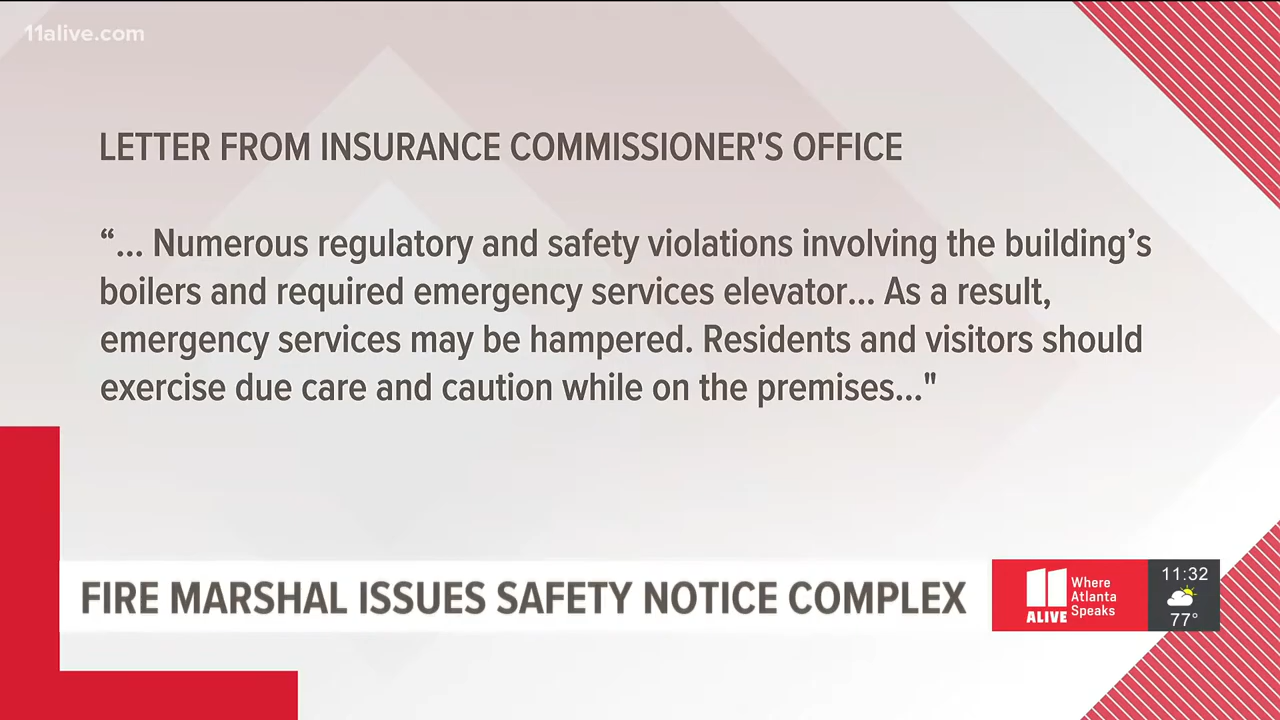 11alive.com
LETTER FROM INSURANCE COMMISSIONER'S OFFICE
“... Numerous regulatory and safety violations involving the building’s
boilers and required emergency services elevator... As a result,
emergency services may be hampered. Residents and visitors should
exercise due care and caution while on the premises..."
FIRE MARSHAL ISSUES SAFETY NOTICE COMPLEX
11
ALIVE
Where
Atlanta
Speaks
11:32
77°